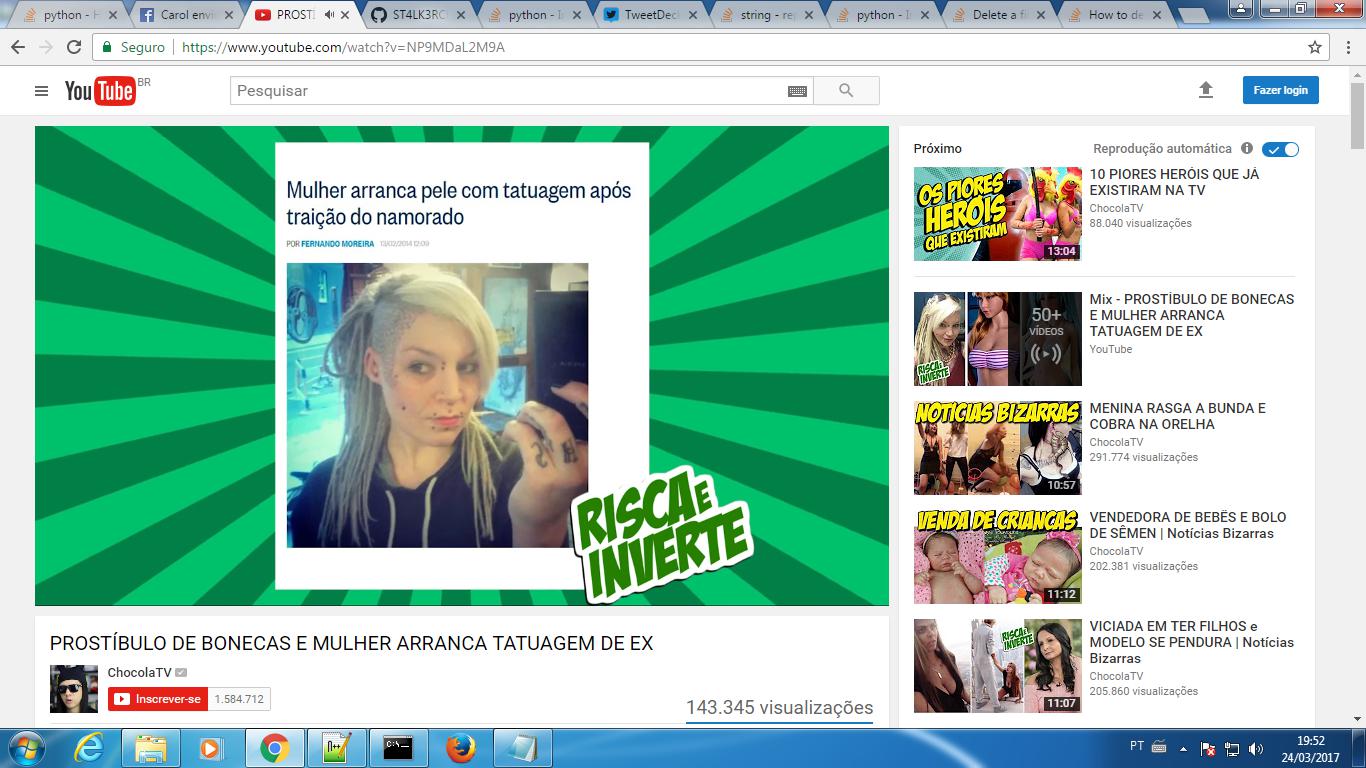 python - H
Carol envi
PROSTÍ
ST4LK3RC
python - In
TweetDeck
string - rep
python - In
Delete a fi
How to de
Seguro
https://www.youtube.com/watch?v=NP9MDaL2M9A
YouTube BR
Pesquisar
Fazer login
Mulher arranca pele com tatuagem após
traição do namorado
POR FERNANDO MOREIRA 13/02/2014 12:09
RISCA E
INVERTE
PROSTÍBULO DE BONECAS E MULHER ARRANCA TATUAGEM DE EX
ChocolaTV
Inscrever-se 1.584.712
143.345 visualizações
Próximo
Reprodução automática
OS PIORES
HERÓIS
QUE EXISTIRAM
13:04
10 PIORES HERÓIS QUE JÁ
EXISTIRAM NA TV
ChocolaTV
88.040 visualizações
RISCA E
INVERTE
50+
VÍDEOS
Mix - PROSTÍBULO DE BONECAS
E MULHER ARRANCA
TATUAGEM DE EX
YouTube
NOTÍCIAS BIZARRAS
10:57
MENINA RASGA A BUNDA E
COBRA NA ORELHA
ChocolaTV
291.774 visualizações
VENDA DE CRIANÇAS
11:12
VENDEDORA DE BEBÊS E BOLO
DE SÊMEN | Notícias Bizarras
ChocolaTV
202.381 visualizações
RISCA E
INVERTE
11:07
VICIADA EM TER FILHOS e
MODELO SE PENDURA | Notícias
Bizarras
ChocolaTV
205.860 visualizações
N++
C:\
PT
19:52
24/03/2017